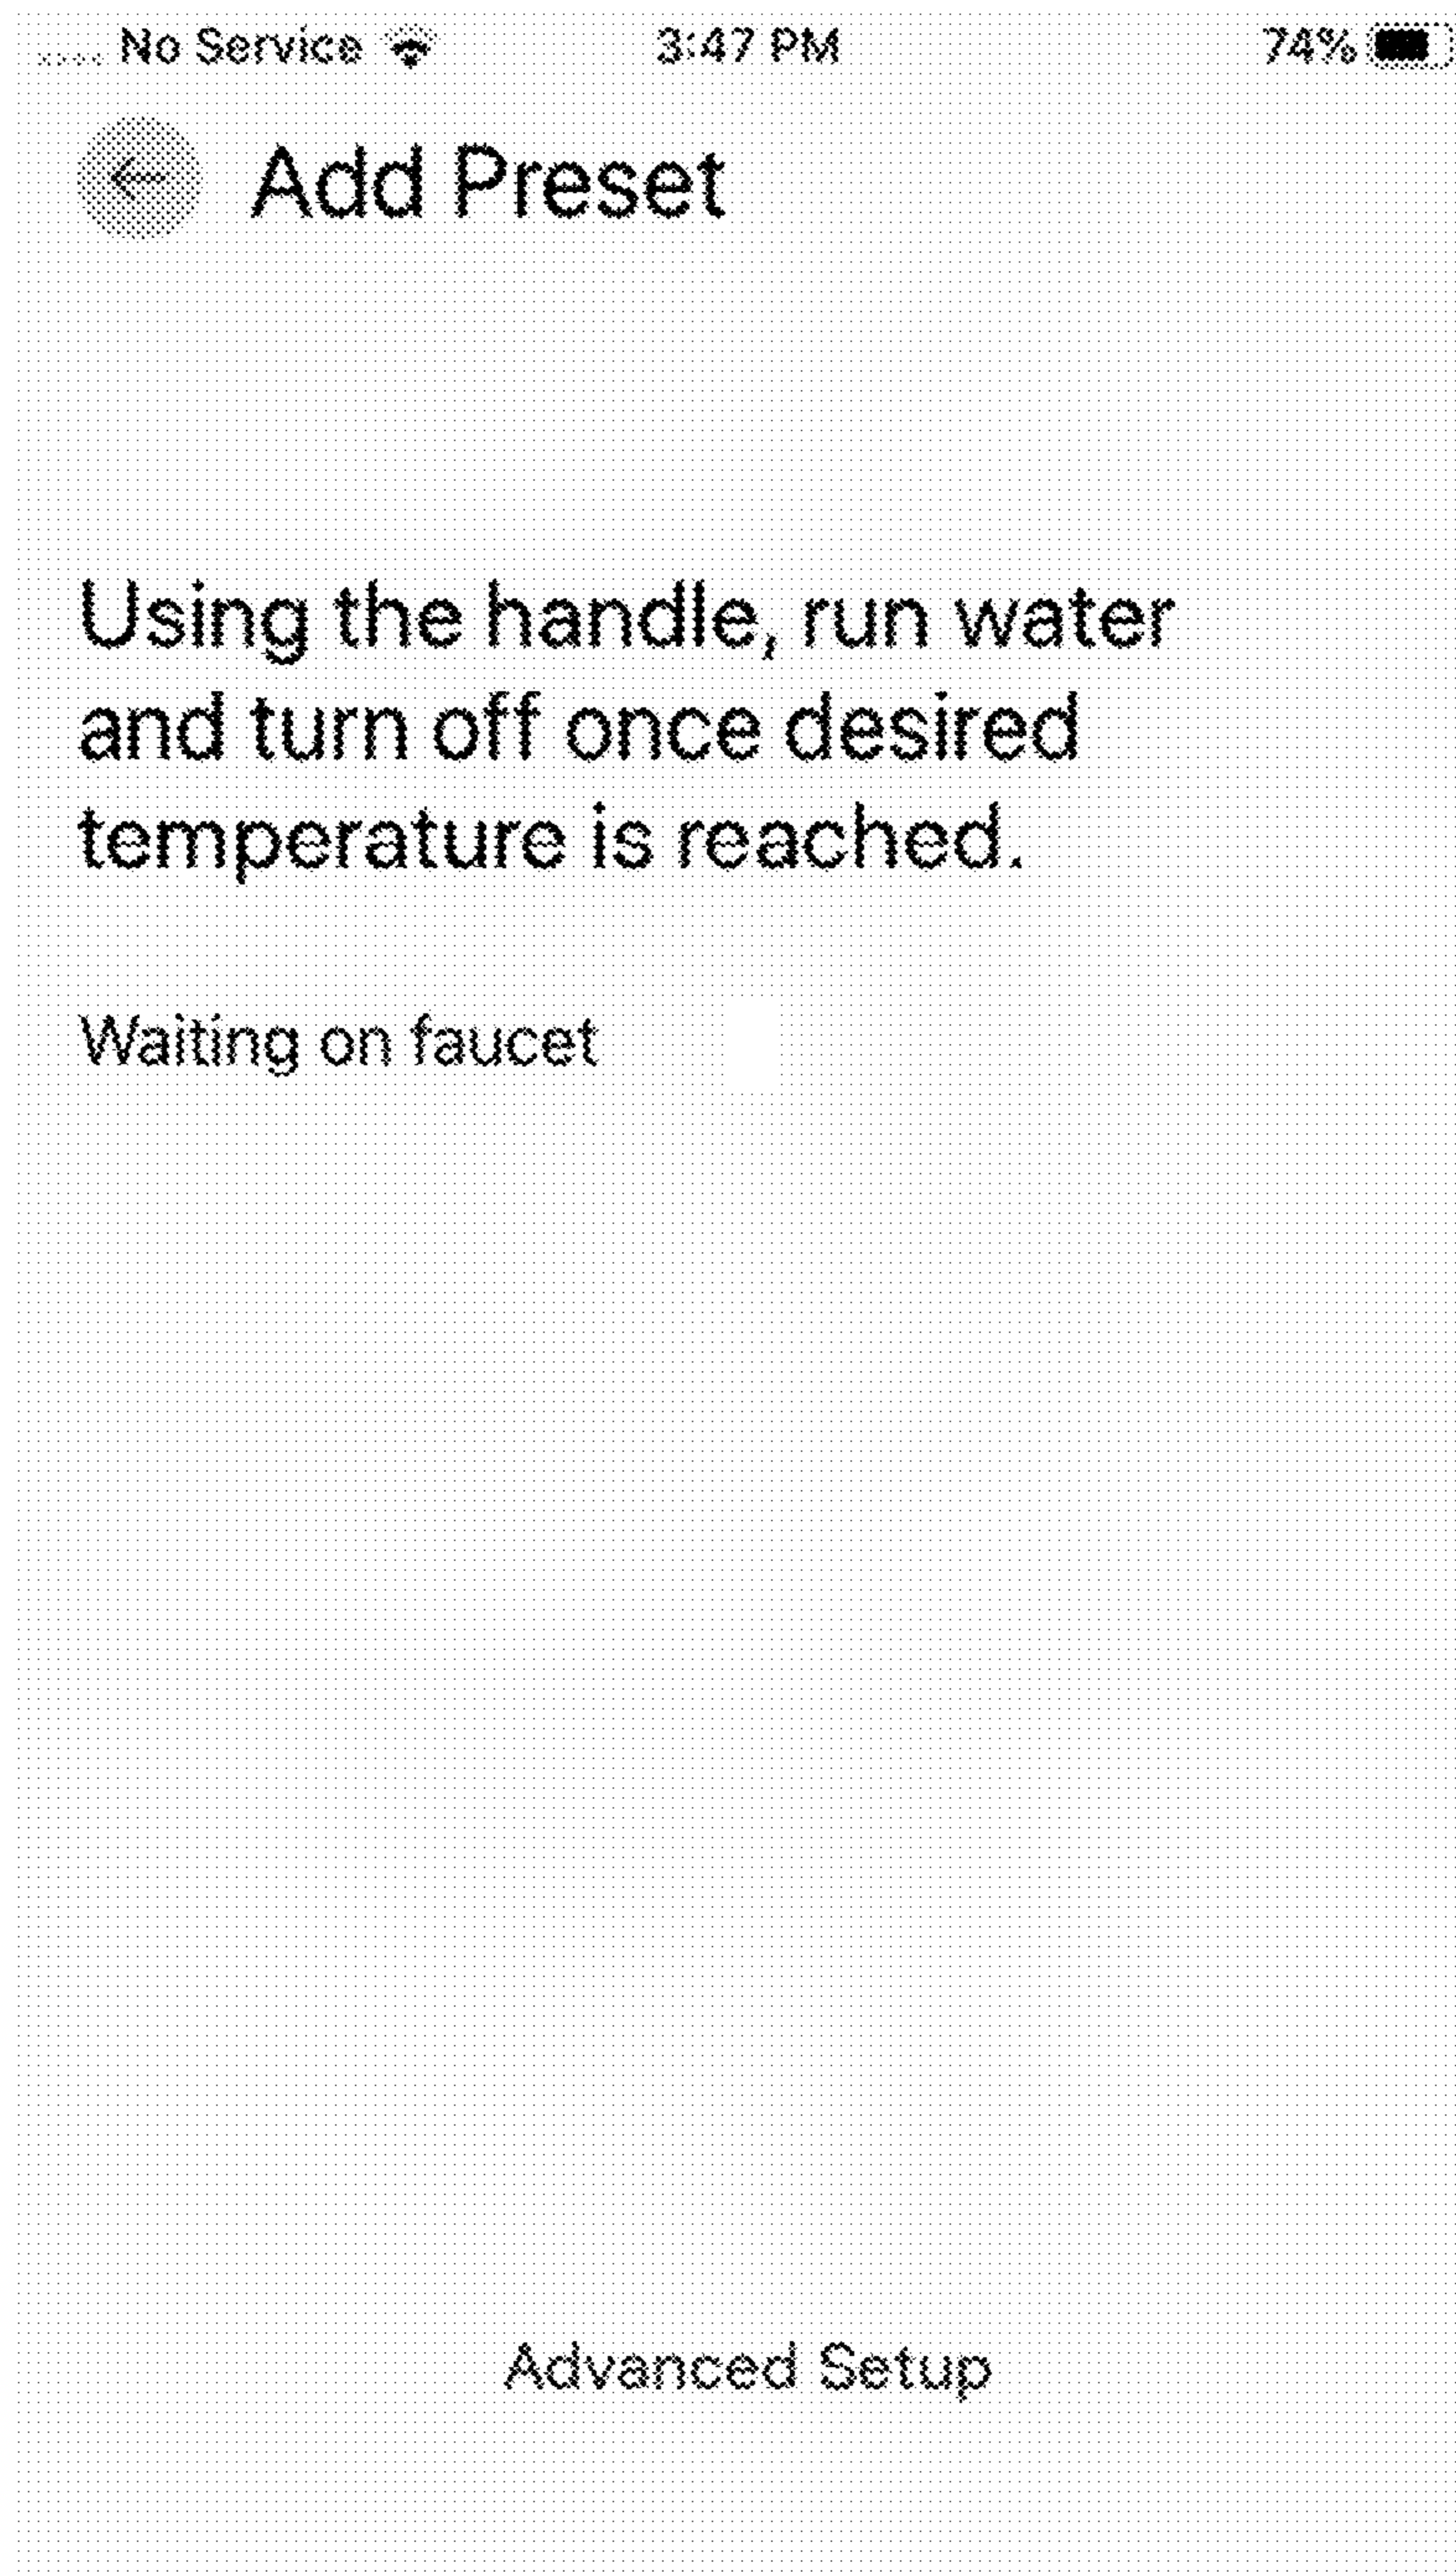 No Service 3:47 PM 74%
Add Preset
Using the handle, run water
and turn off once desired
temperature is reached.
Waiting on faucet
Advanced Setup